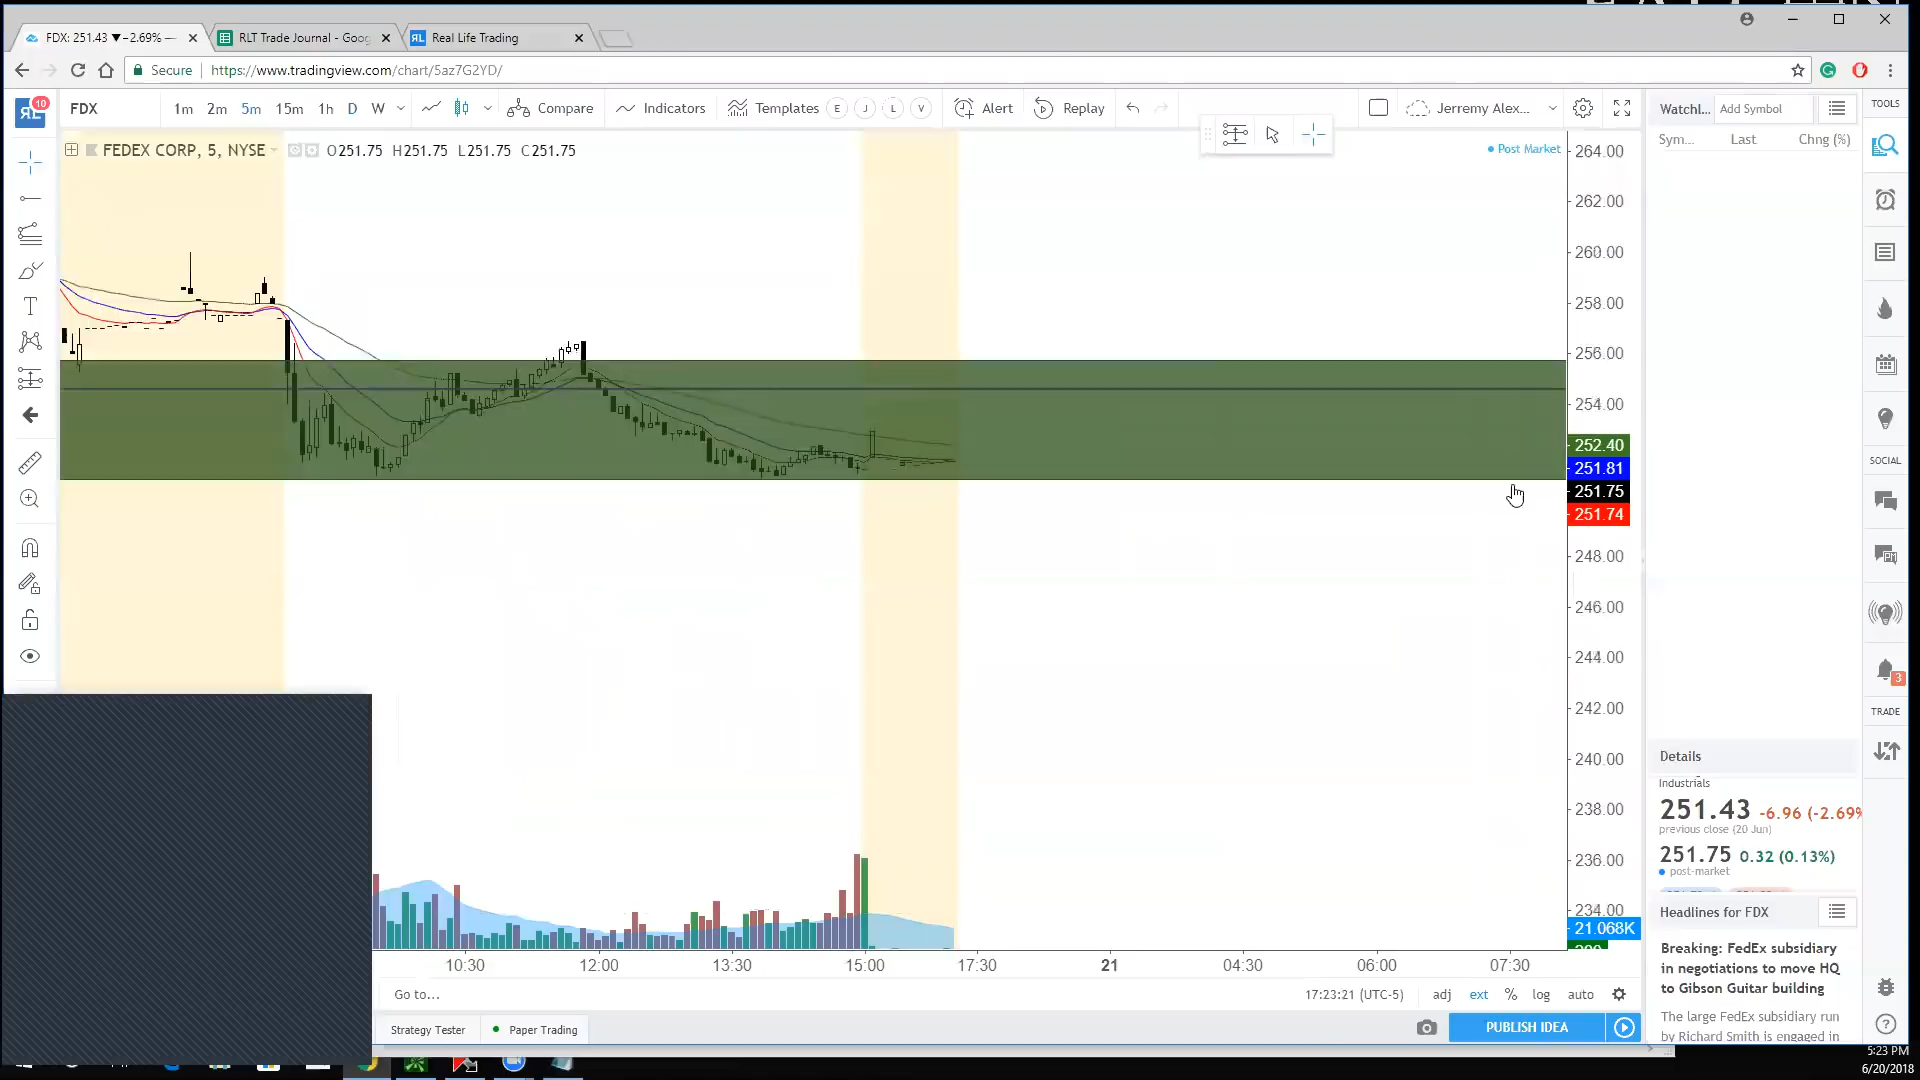 FDX: 251.43 ▼−2.69% —
RLT Trade Journal - Goog
RL Real Life Trading
Secure https://www.tradingview.com/chart/5az7G2YD/
10
FDX 1m 2m 5m 15m 1h D W Compare Indicators Templates E J L V Alert Replay Jerremy Alex...
Watchl... Add Symbol
TOOLS
Sym... Last Chng (%)
FEDEX CORP, 5, NYSE O251.75 H251.75 L251.75 C251.75
Post Market
264.00
262.00
260.00
258.00
256.00
254.00
252.40
251.81
251.75
251.74
248.00
246.00
244.00
242.00
240.00
238.00
236.00
234.00
21.068K
SOCIAL
3
TRADE
Details
Industrials
251.43 -6.96 (-2.69%
previous close (20 Jun)
251.75 0.32 (0.13%)
post-market
Headlines for FDX
Breaking: FedEx subsidiary
in negotiations to move HQ
to Gibson Guitar building
The large FedEx subsidiary run
by Richard Smith is engaged in
10:30 12:00 13:30 15:00 17:30 21 04:30 06:00 07:30
Go to... 17:23:21 (UTC-5) adj ext % log auto
Strategy Tester Paper Trading PUBLISH IDEA
5:23 PM
6/20/2018